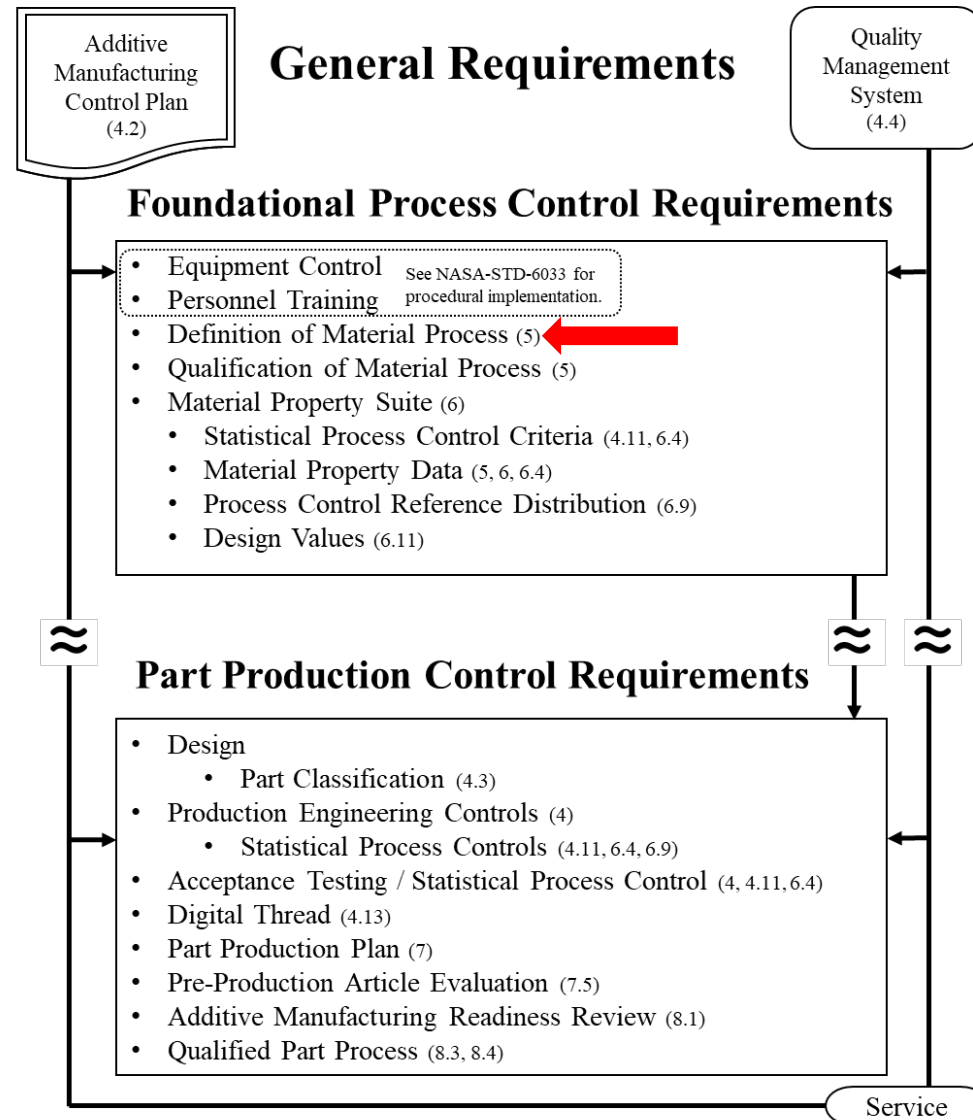 Additive
Manufacturing
Control Plan
(4.2)
General Requirements
Quality
Management
System
(4.4)
Foundational Process Control Requirements
• Equipment Control
• Personnel Training
See NASA-STD-6033 for
procedural implementation.
• Definition of Material Process (5)
• Qualification of Material Process (5)
• Material Property Suite (6)
• Statistical Process Control Criteria (4.11, 6.4)
• Material Property Data (5, 6, 6.4)
• Process Control Reference Distribution (6.9)
• Design Values (6.11)
≈
≈
≈
Part Production Control Requirements
• Design
• Part Classification (4.3)
• Production Engineering Controls (4)
• Statistical Process Controls (4.11, 6.4, 6.9)
• Acceptance Testing / Statistical Process Control (4, 4.11, 6.4)
• Digital Thread (4.13)
• Part Production Plan (7)
• Pre-Production Article Evaluation (7.5)
• Additive Manufacturing Readiness Review (8.1)
• Qualified Part Process (8.3, 8.4)
Service